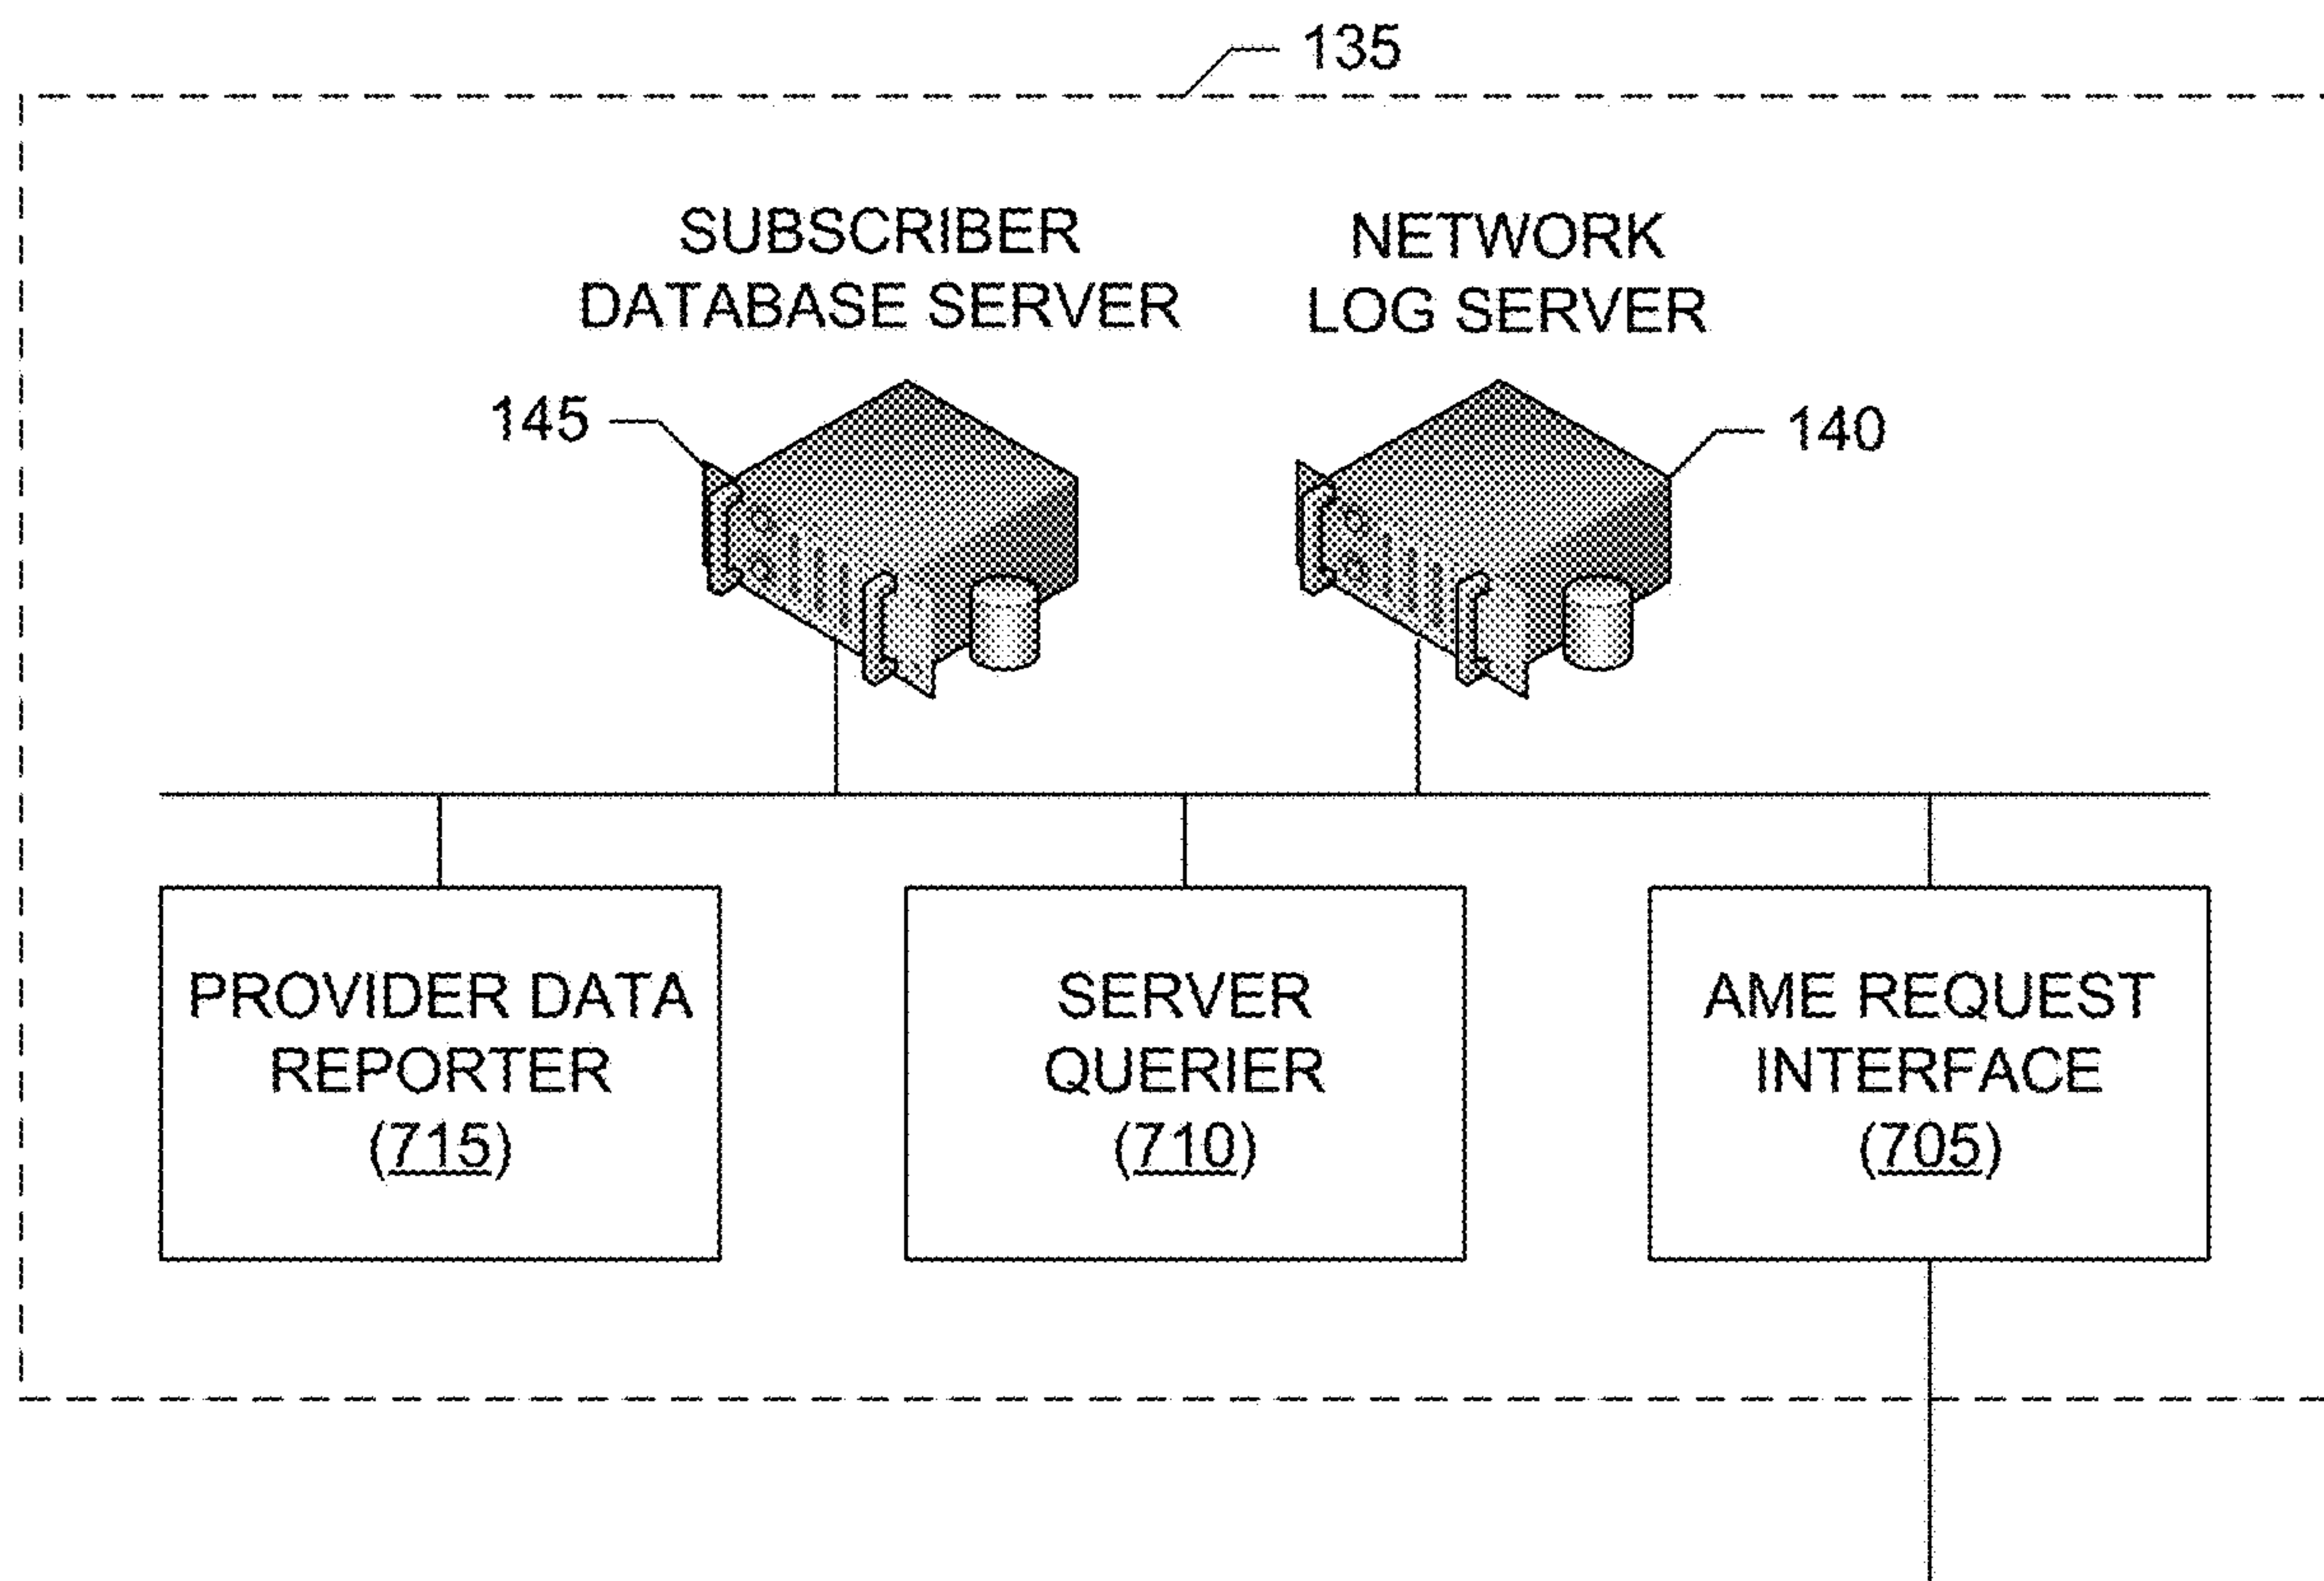 135
SUBSCRIBER
DATABASE SERVER
NETWORK
LOG SERVER
145
140
PROVIDER DATA
REPORTER
(715)
SERVER
QUERIER
(710)
AME REQUEST
INTERFACE
(705)